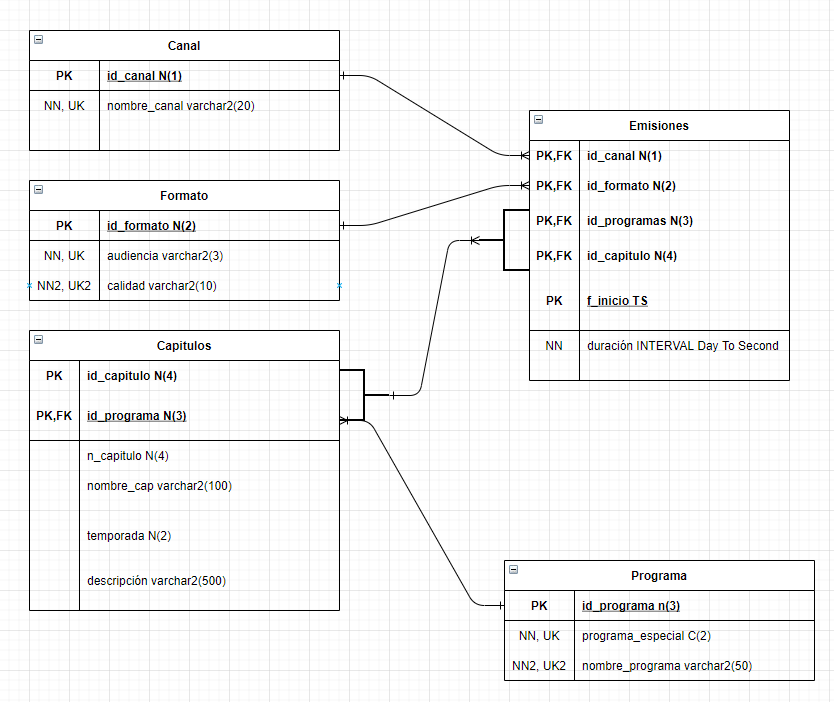 Canal
PK id_canal N(1)
NN, UK nombre_canal varchar2(20)
Formato
PK id_formato N(2)
NN, UK audiencia varchar2(3)
NN2, UK2 calidad varchar2(10)
Capitulos
PK id_capitulo N(4)
PK,FK id_programa N(3)
n_capitulo N(4)
nombre_cap varchar2(100)
temporada N(2)
descripción varchar2(500)
Emisiones
PK,FK id_canal N(1)
PK,FK id_formato N(2)
PK,FK id_programas N(3)
PK,FK id_capitulo N(4)
PK f_inicio TS
NN duración INTERVAL Day To Second
Programa
PK id_programa n(3)
NN, UK programa_especial C(2)
NN2, UK2 nombre_programa varchar2(50)